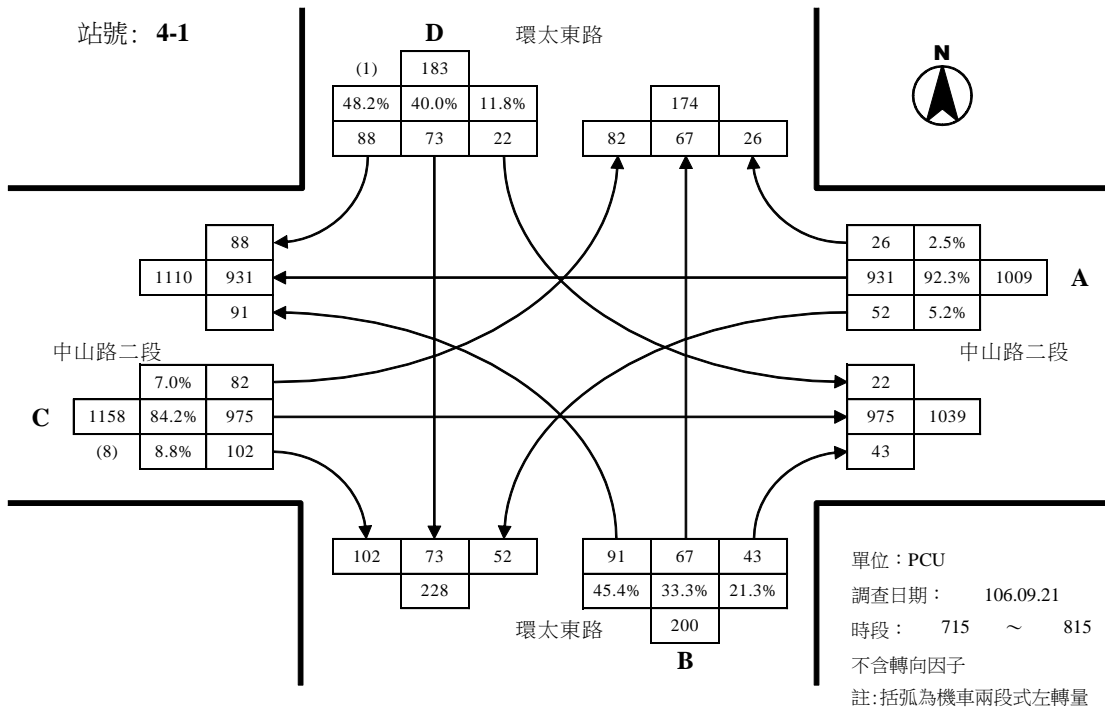 站號: 4-1
D
環太東路
N
(1) 183
48.2% 40.0% 11.8%
88 73 22
174
82 67 26
88
1110 931
91
26 2.5%
931 92.3% 1009
52 5.2%
A
中山路二段
中山路二段
7.0% 82
C
1158 84.2% 975
(8) 8.8% 102
22
975 1039
43
102 73 52
228
91 67 43
45.4% 33.3% 21.3%
200
環太東路
B
單位：PCU
調查日期： 106.09.21
時段： 715 ～ 815
不含轉向因子
註:括弧為機車兩段式左轉量